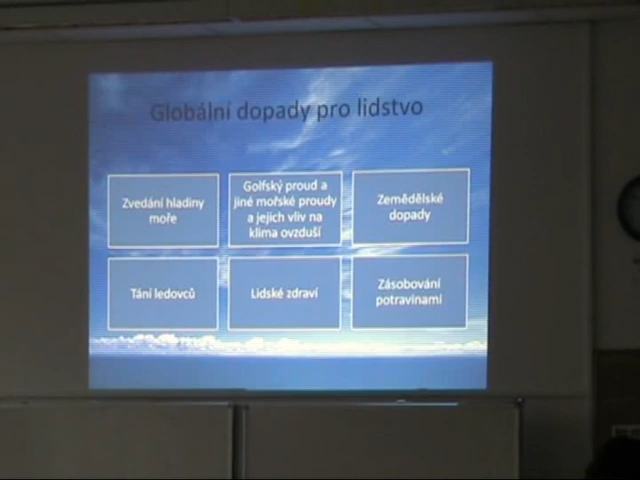 Globální dopady pro lidstvo
Zvedání hladiny
moře
Golfský proud a
jiné mořské proudy
a jejich vliv na
klima ovzduší
Zemědělské
dopady
Tání ledovců
Lidské zdraví
Zásobování
potravinami